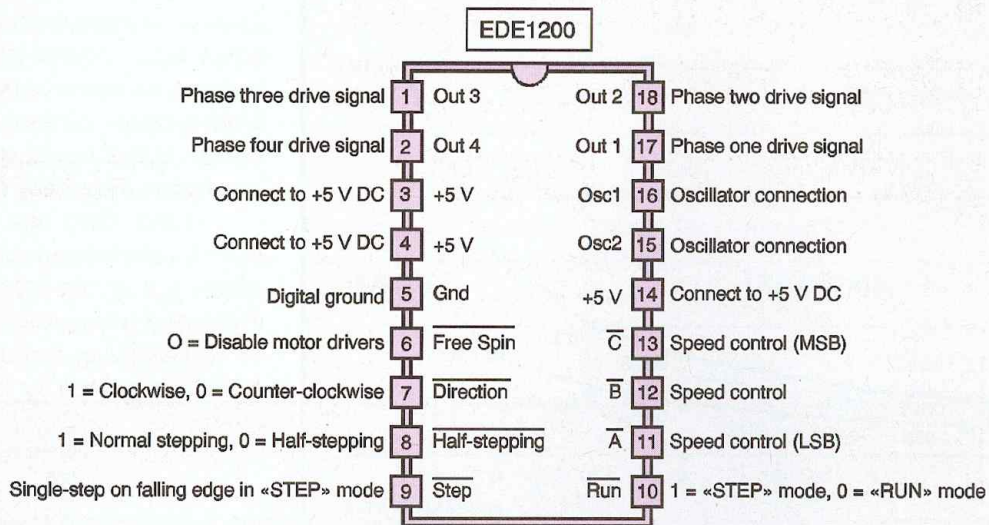 EDE1200
Phase three drive signal 1 Out 3 Out 2 18 Phase two drive signal
Phase four drive signal 2 Out 4 Out 1 17 Phase one drive signal
Connect to +5 V DC 3 +5 V Osc1 16 Oscillator connection
Connect to +5 V DC 4 +5 V Osc2 15 Oscillator connection
Digital ground 5 Gnd +5 V 14 Connect to +5 V DC
O = Disable motor drivers 6 Free Spin C 13 Speed control (MSB)
1 = Clockwise, 0 = Counter-clockwise 7 Direction B 12 Speed control
1 = Normal stepping, 0 = Half-stepping 8 Half-stepping A 11 Speed control (LSB)
Single-step on falling edge in «STEP» mode 9 Step Run 10 1 = «STEP» mode, 0 = «RUN» mode